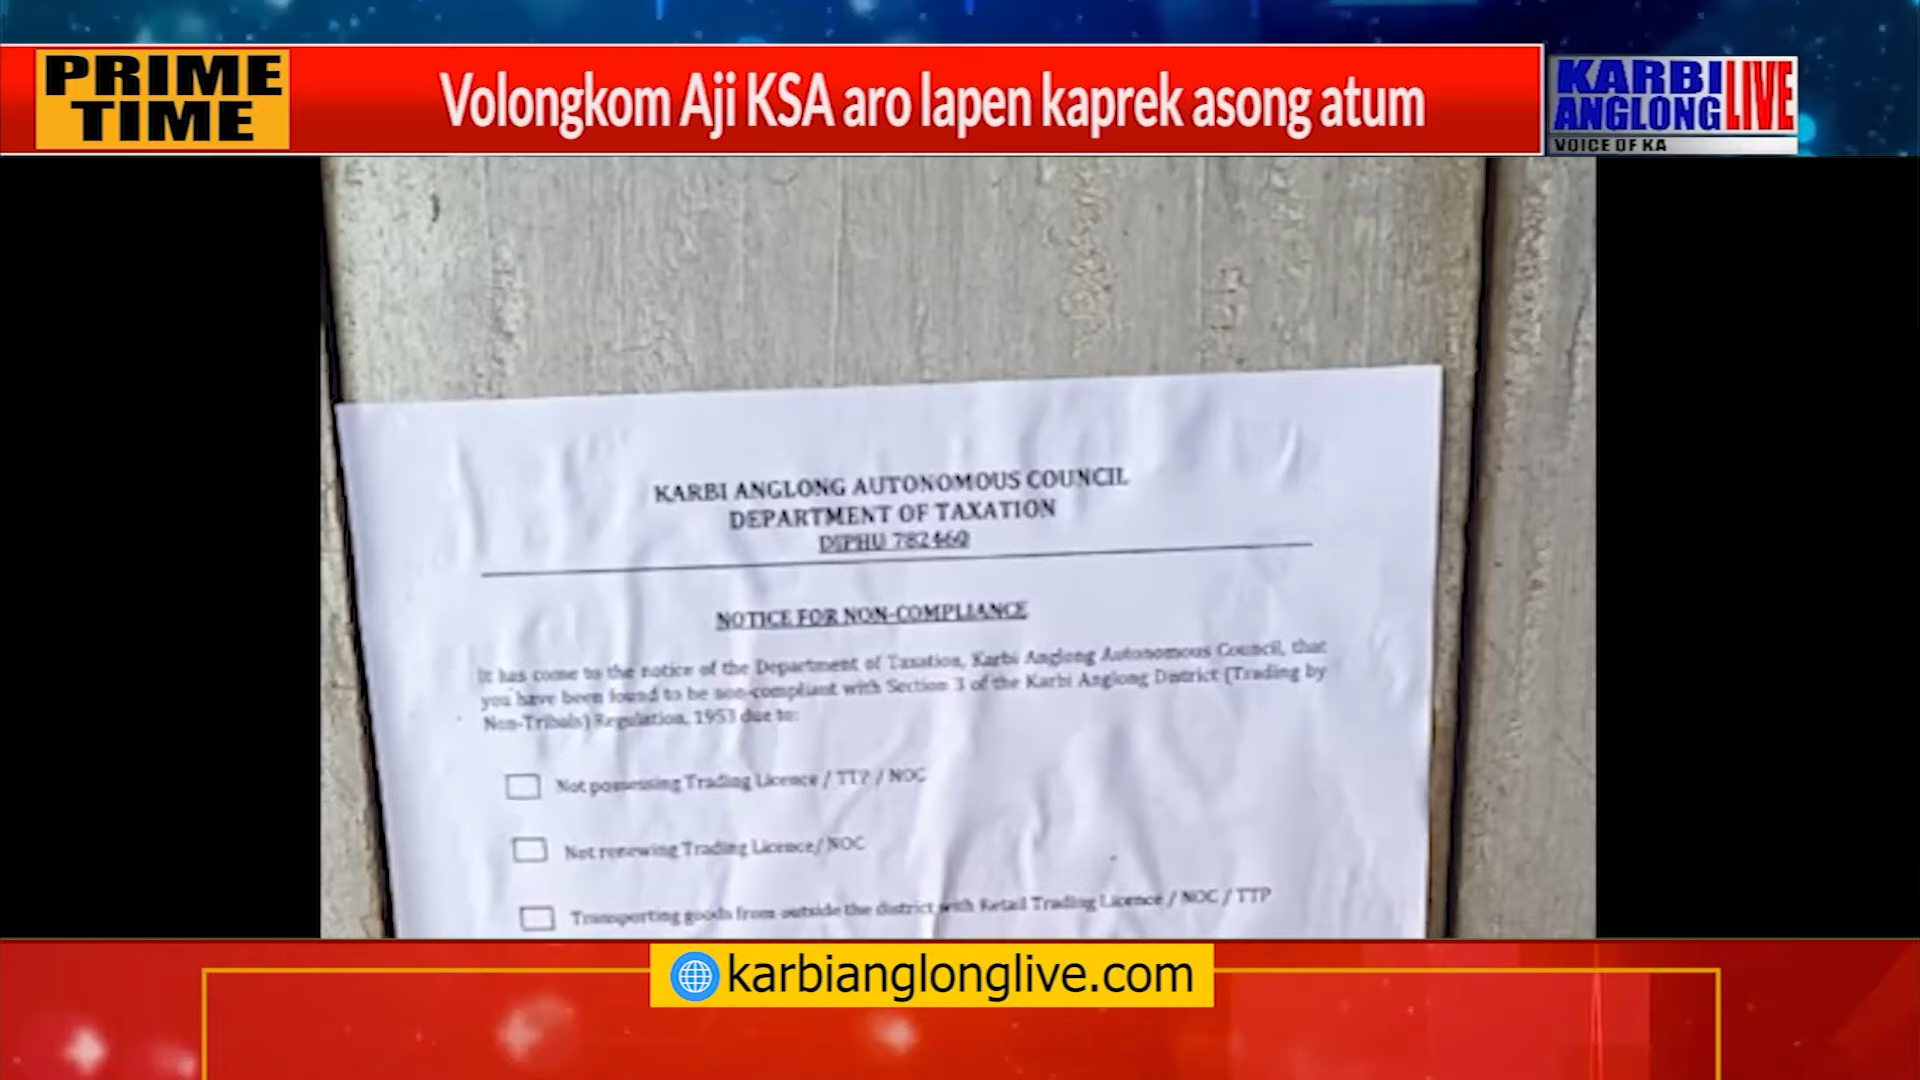 PRIME
TIME
Volongkom Aji KSA aro lapen kaprek asong atum
KARBI
ANGLONG
LIVE
VOICE OF KA
KARBI ANGLONG AUTONOMOUS COUNCIL
DEPARTMENT OF TAXATION
DIPHU 782460
NOTICE FOR NON-COMPLIANCE
It has come to the notice of the Department of Taxation, Karbi Anglong Autonomous Council, that
you have been found to be non-compliant with Section 3 of the Karbi Anglong District (Trading by
Non-Tribals) Regulation, 1953 due to:
Not possessing Trading Licence / TTP / NOC
Not renewing Trading Licence/ NOC
Transporting goods from outside the district with Retail Trading Licence / NOC / TTP
karbianglonglive.com